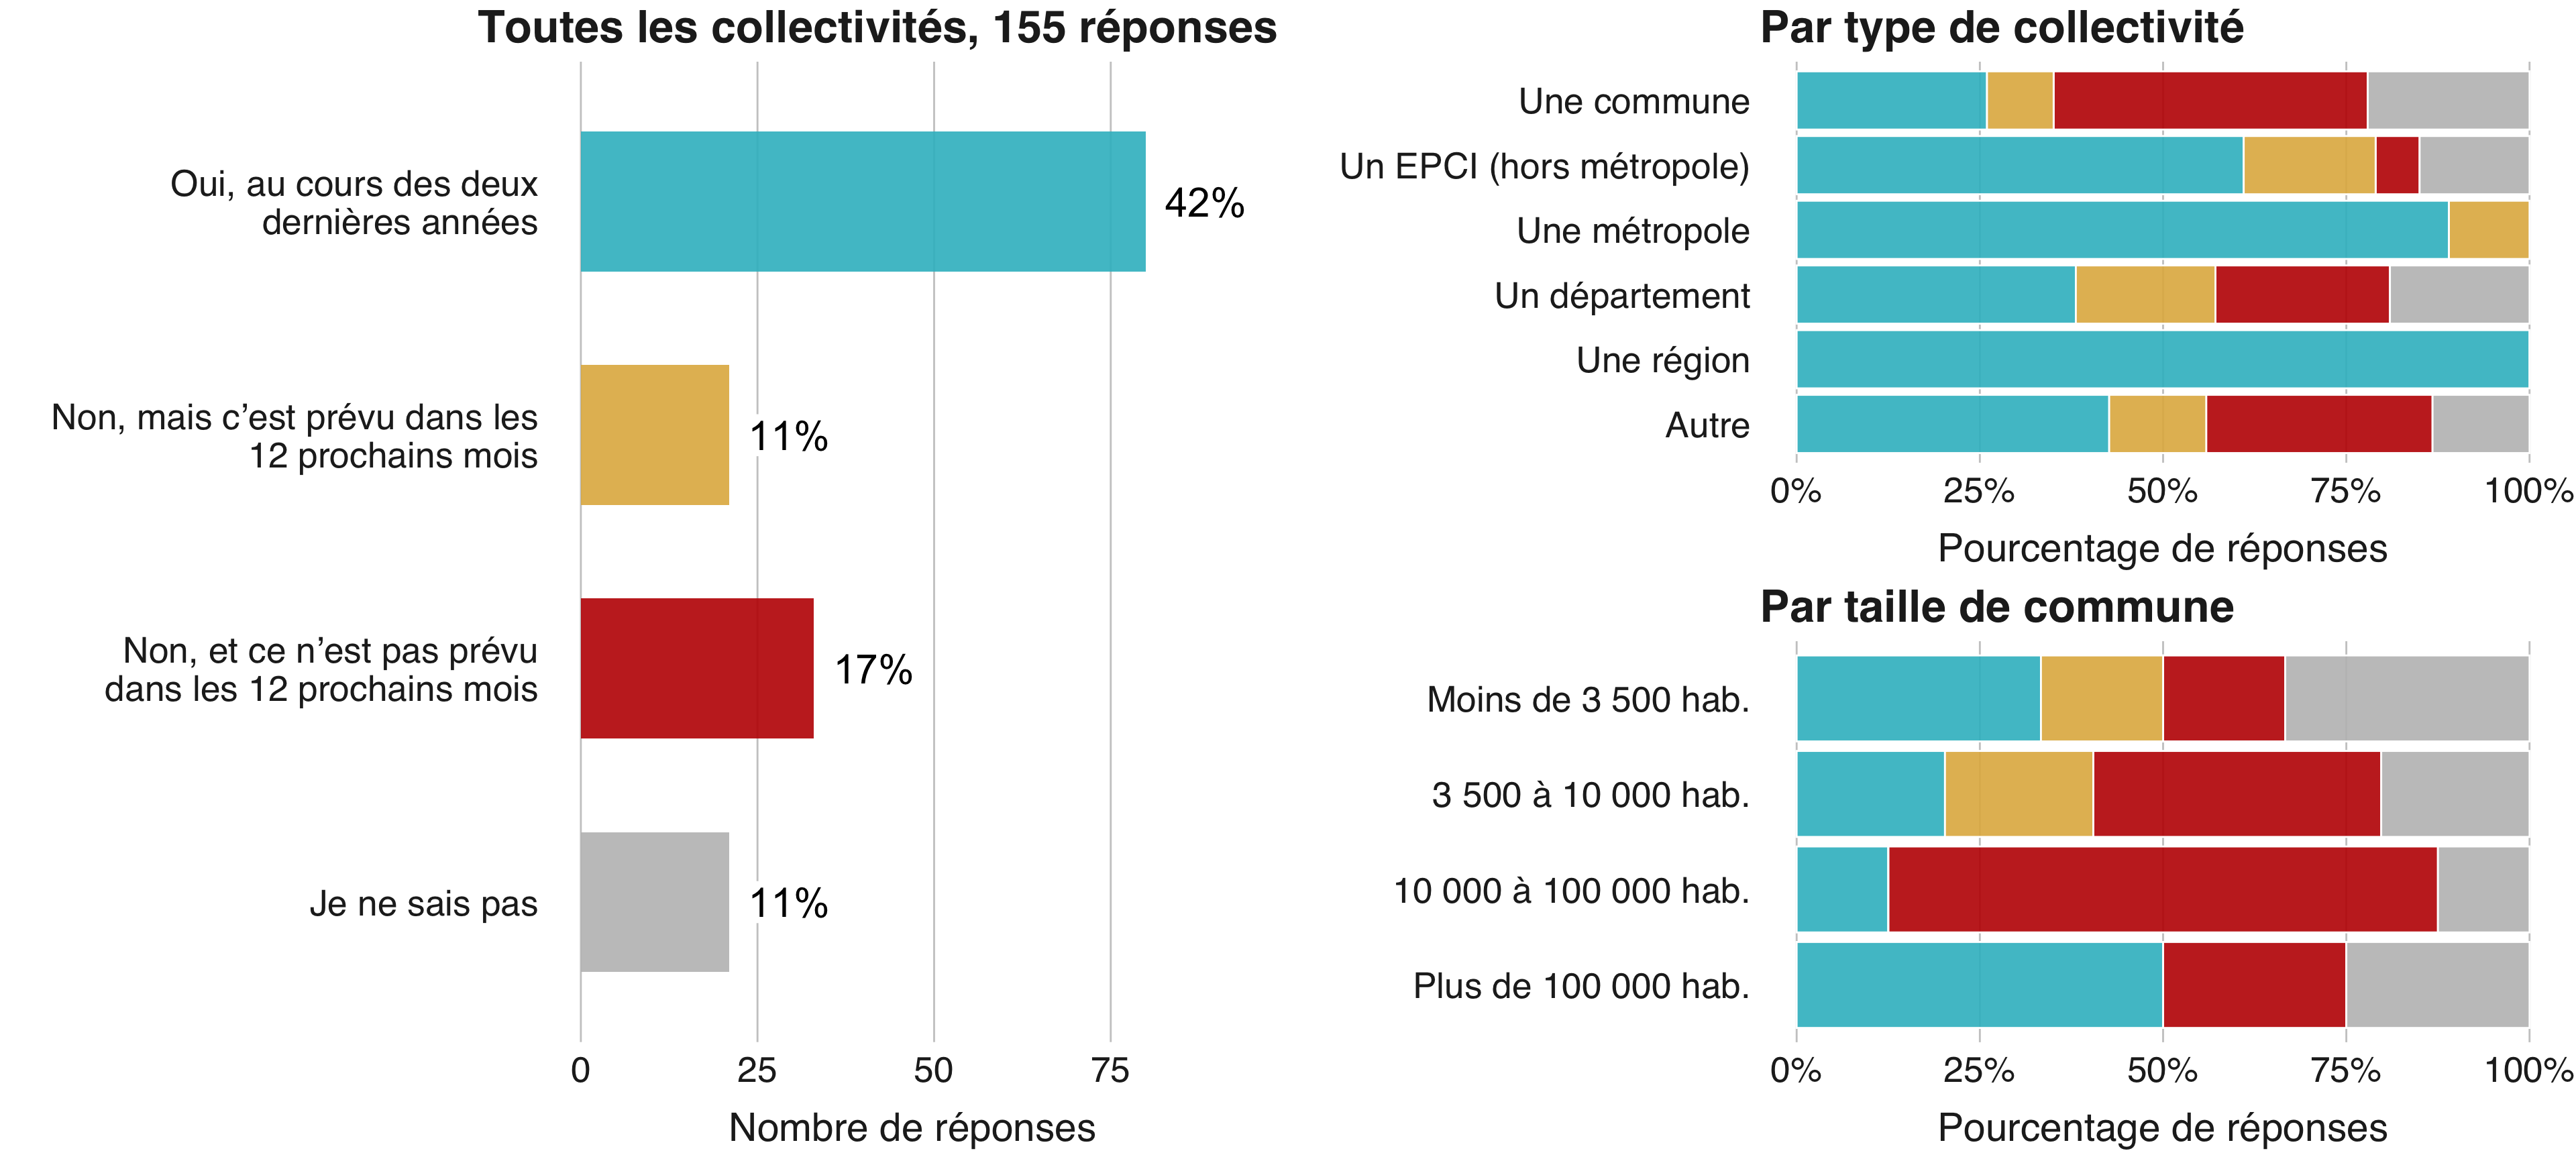 Toutes les collectivités, 155 réponses
Oui, au cours des deux
dernières années
42%
Non, mais c’est prévu dans les
12 prochains mois
11%
Non, et ce n’est pas prévu
dans les 12 prochains mois
17%
Je ne sais pas
11%
0 25 50 75
Nombre de réponses
Par type de collectivité
Une commune
Un EPCI (hors métropole)
Une métropole
Un département
Une région
Autre
0% 25% 50% 75% 100%
Pourcentage de réponses
Par taille de commune
Moins de 3 500 hab.
3 500 à 10 000 hab.
10 000 à 100 000 hab.
Plus de 100 000 hab.
0% 25% 50% 75% 100%
Pourcentage de réponses